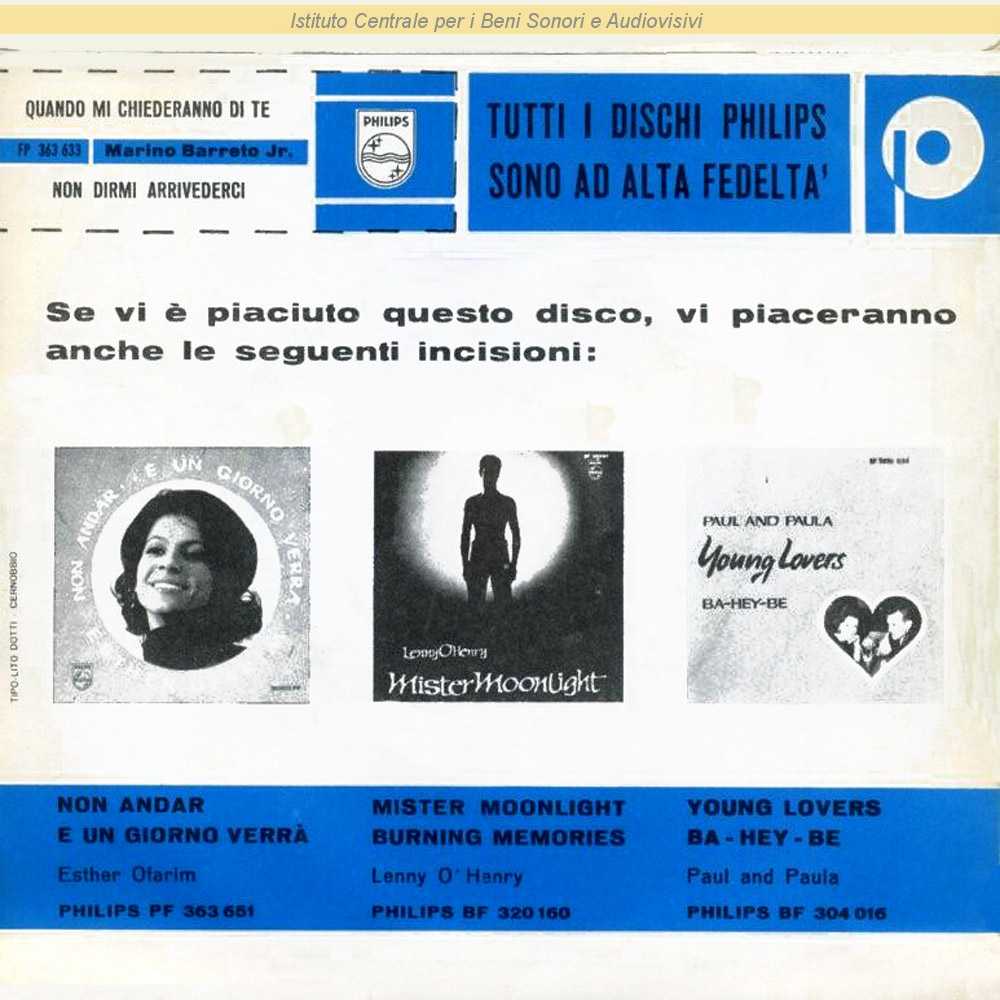 Istituto Centrale per i Beni Sonori e Audiovisivi
QUANDO MI CHIEDERANNO DI TE
FP 363 633 Marino Barreto Jr.
NON DIRMI ARRIVEDERCI
PHILIPS
TUTTI I DISCHI PHILIPS
SONO AD ALTA FEDELTA'
Se vi è piaciuto questo disco, vi piaceranno
anche le seguenti incisioni:
NON ANDAR · E UN GIORNO VERRA ·
Lenny O'Henry
Mister Moonlight
PAUL AND PAULA
Young Lovers
BA-HEY-BE
TIPO-LITO DOTTI - CERNOBBIO
NON ANDAR
E UN GIORNO VERRÀ
Esther Ofarim
PHILIPS PF 363 651
MISTER MOONLIGHT
BURNING MEMORIES
Lenny O'Henry
PHILIPS BF 320 160
YOUNG LOVERS
BA - HEY - BE
Paul and Paula
PHILIPS BF 304 016